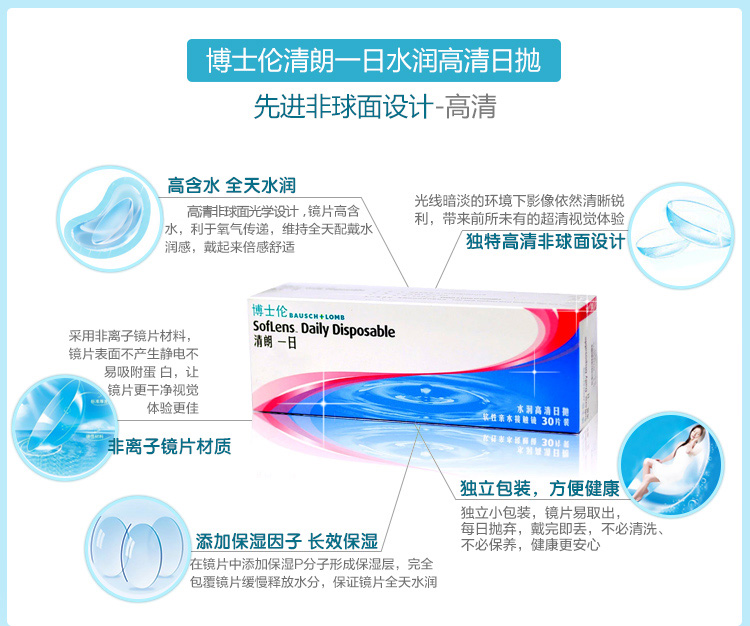 博士伦清朗一日水润高清日抛
先进非球面设计-高清
高含水 全天水润
高清非球面光学设计，镜片高含
水，利于氧气传递，维持全天配戴水
润感，戴起来倍感舒适
光线暗淡的环境下影像依然清晰锐
利，带来前所未有的超清视觉体验
独特高清非球面设计
博士伦 BAUSCH+LOMB
SofLens® Daily Disposable
清朗 一日
水润高清日抛
软性亲水接触镜 30片装
采用非离子镜片材料，
镜片表面不产生静电不
易吸附蛋 白，让
镜片更干净视觉
体验更佳
非离子镜片材质
独立包装，方便健康
独立小包装，镜片易取出，
每日抛弃，戴完即丢，不必清洗、
不必保养，健康更安心
添加保湿因子 长效保湿
在镜片中添加保湿P分子形成保湿层，完全
包覆镜片缓慢释放水分，保证镜片全天水润